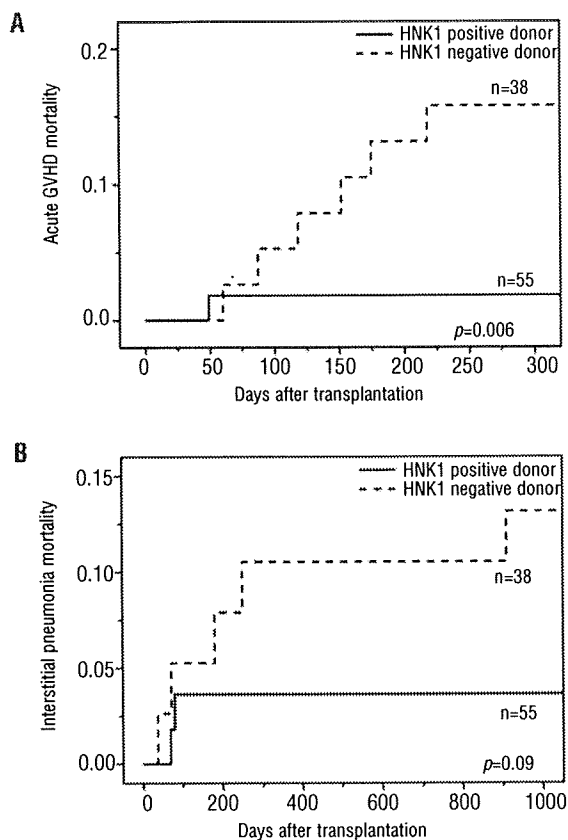 A
HNK1 positive donor
HNK1 negative donor
0.2
n=38
0.1
n=55
0.0
p=0.006
Acute GVHD mortality
0 50 100 150 200 250 300
Days after transplantation
B
HNK1 positive donor
HNK1 negative donor
0.15
0.10
n=38
0.05
n=55
0.00
p=0.09
Interstitial pneumonia mortality
0 200 400 600 800 1000
Days after transplantation